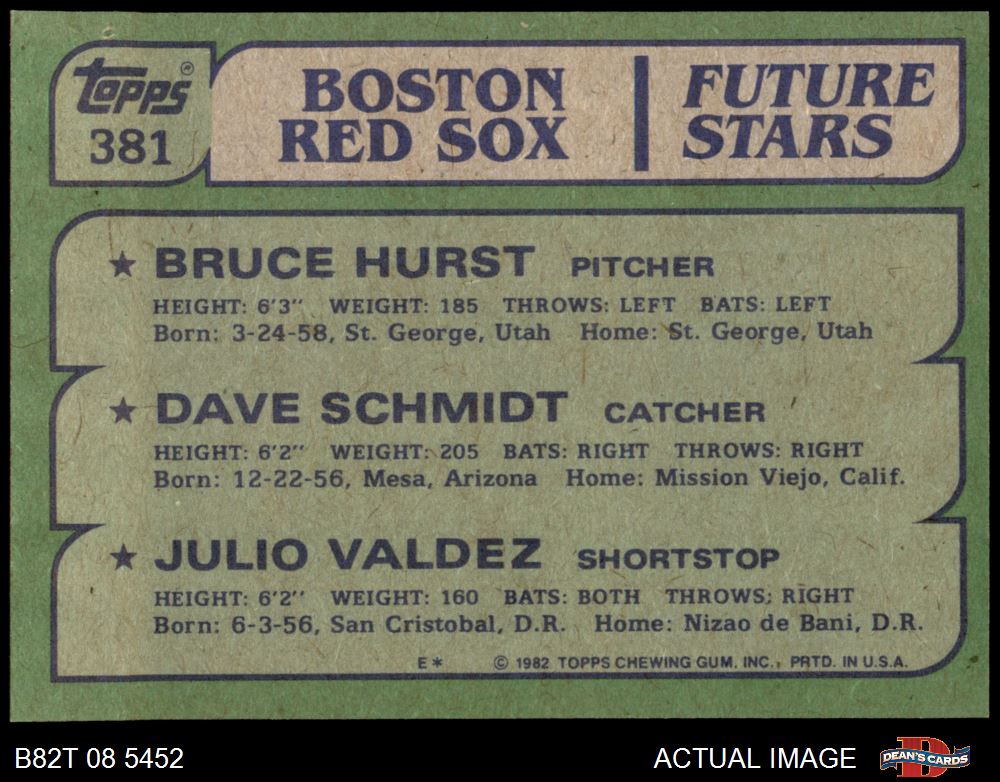 topps®
381
BOSTON
RED SOX
FUTURE
STARS
★ BRUCE HURST PITCHER
HEIGHT: 6'3" WEIGHT: 185 THROWS: LEFT BATS: LEFT
Born: 3-24-58, St. George, Utah Home: St. George, Utah
★ DAVE SCHMIDT CATCHER
HEIGHT: 6'2" WEIGHT: 205 BATS: RIGHT THROWS: RIGHT
Born: 12-22-56, Mesa, Arizona Home: Mission Viejo, Calif.
★ JULIO VALDEZ SHORTSTOP
HEIGHT: 6'2" WEIGHT: 160 BATS: BOTH THROWS: RIGHT
Born: 6-3-56, San Cristobal, D.R. Home: Nizao de Bani, D.R.
E* © 1982 TOPPS CHEWING GUM, INC., PRTD. IN U.S.A.
B82T 08 5452 ACTUAL IMAGE DEAN'S CARDS